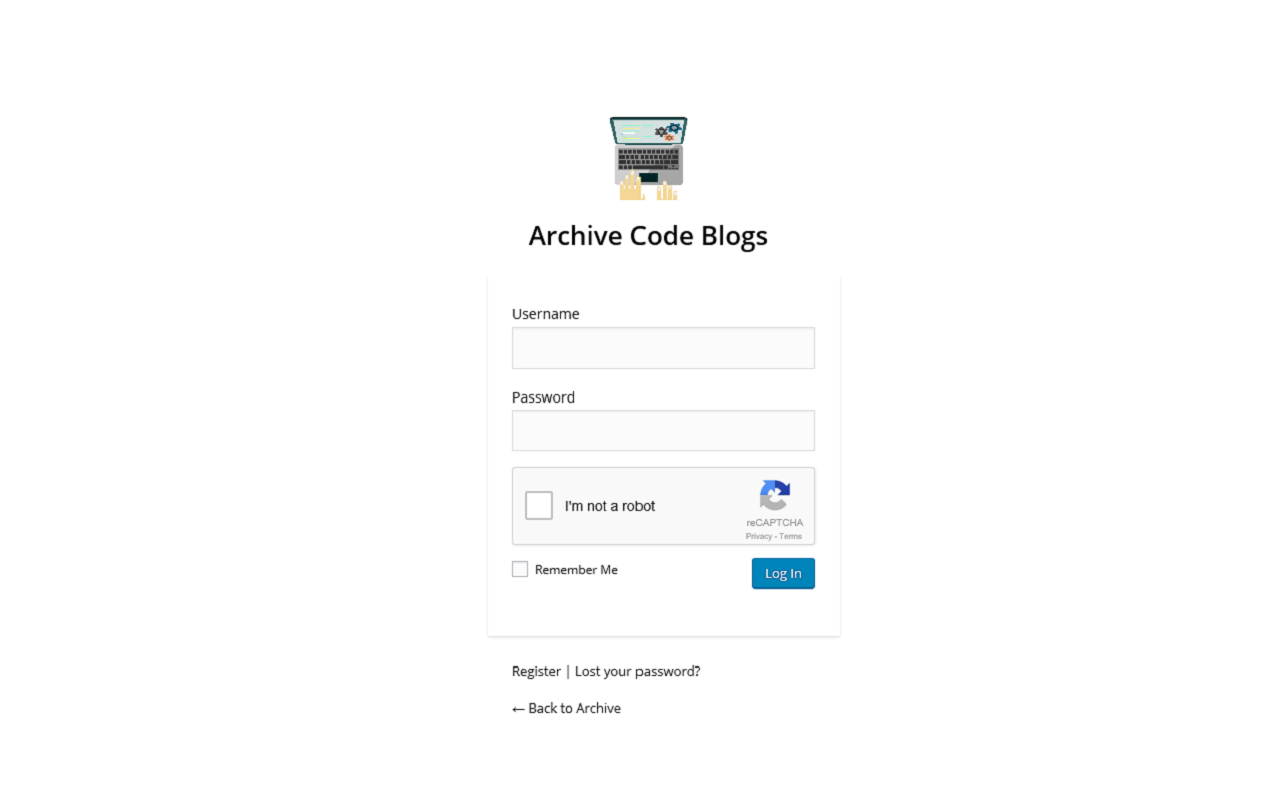 Archive Code Blogs
Username
Password
I'm not a robot
reCAPTCHA
Privacy - Terms
Remember Me
Log In
Register | Lost your password?
← Back to Archive